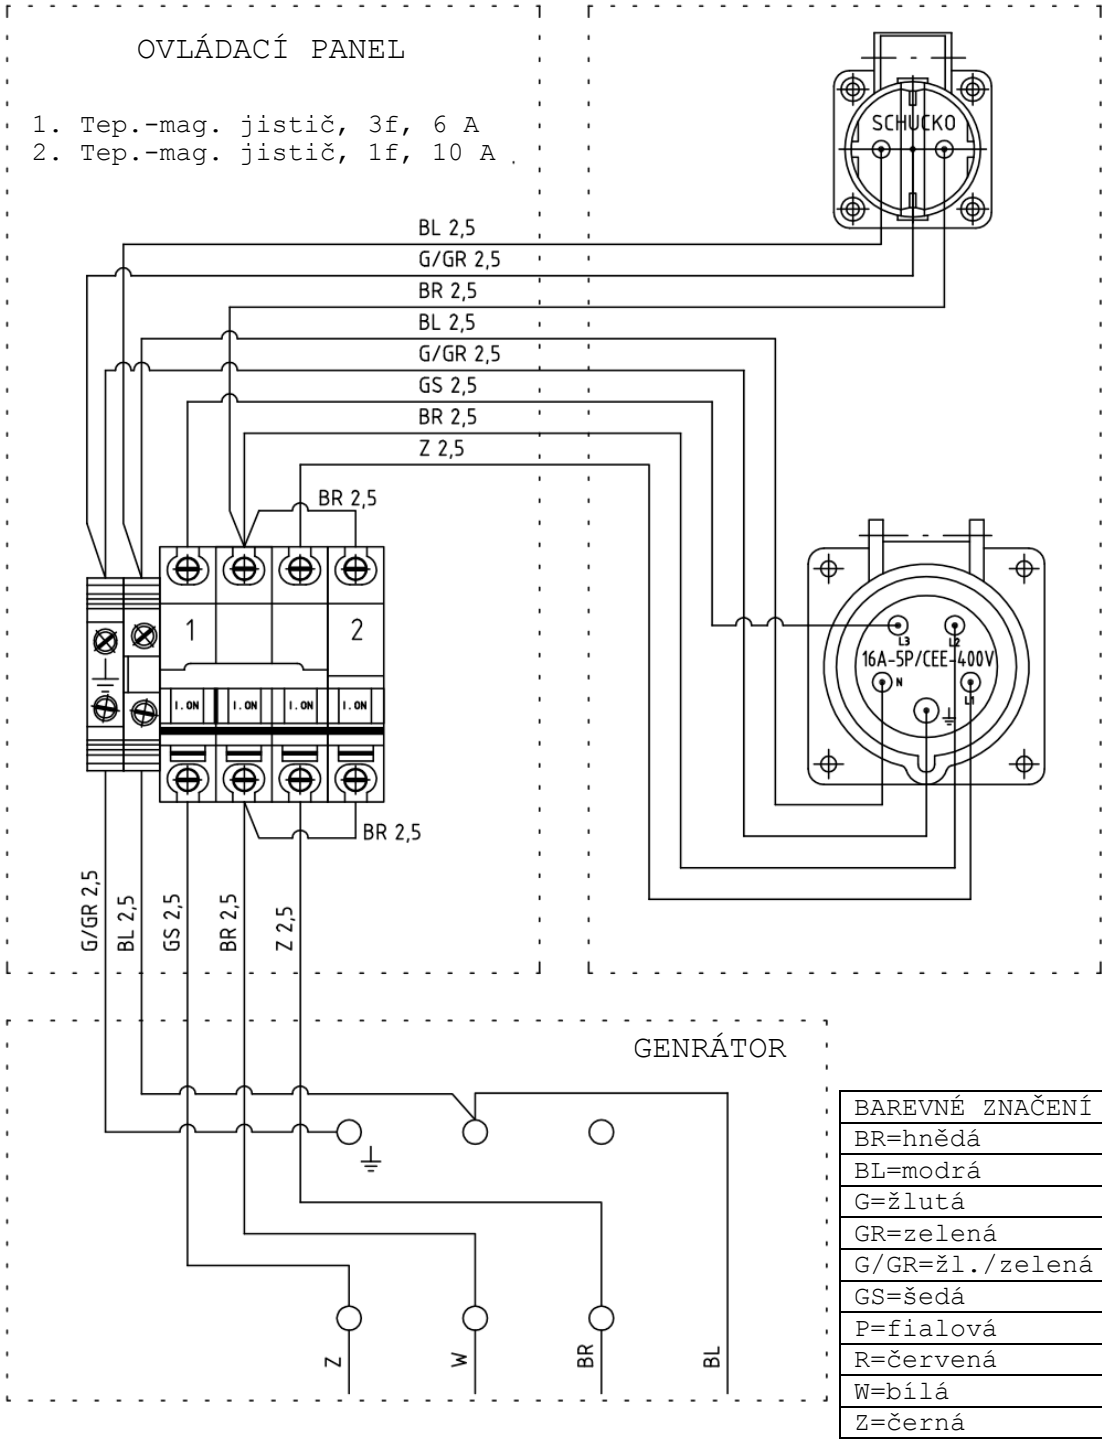 OVLÁDACÍ PANEL
1. Tep.-mag. jistič, 3f, 6 A
2. Tep.-mag. jistič, 1f, 10 A
SCHUCKO
BL 2,5
G/GR 2,5
BR 2,5
BL 2,5
G/GR 2,5
GS 2,5
BR 2,5
Z 2,5
BR 2,5
1
2
L3
L2
16A-5P/CEE-400V
N
L1
I.ON
I.ON
I.ON
I.ON
BR 2,5
G/GR 2,5
BL 2,5
GS 2,5
BR 2,5
Z 2,5
GENRÁTOR
Z
W
BR
BL
BAREVNÉ ZNAČENÍ
BR=hnědá
BL=modrá
G=žlutá
GR=zelená
G/GR=žl./zelená
GS=šedá
P=fialová
R=červená
W=bílá
Z=černá